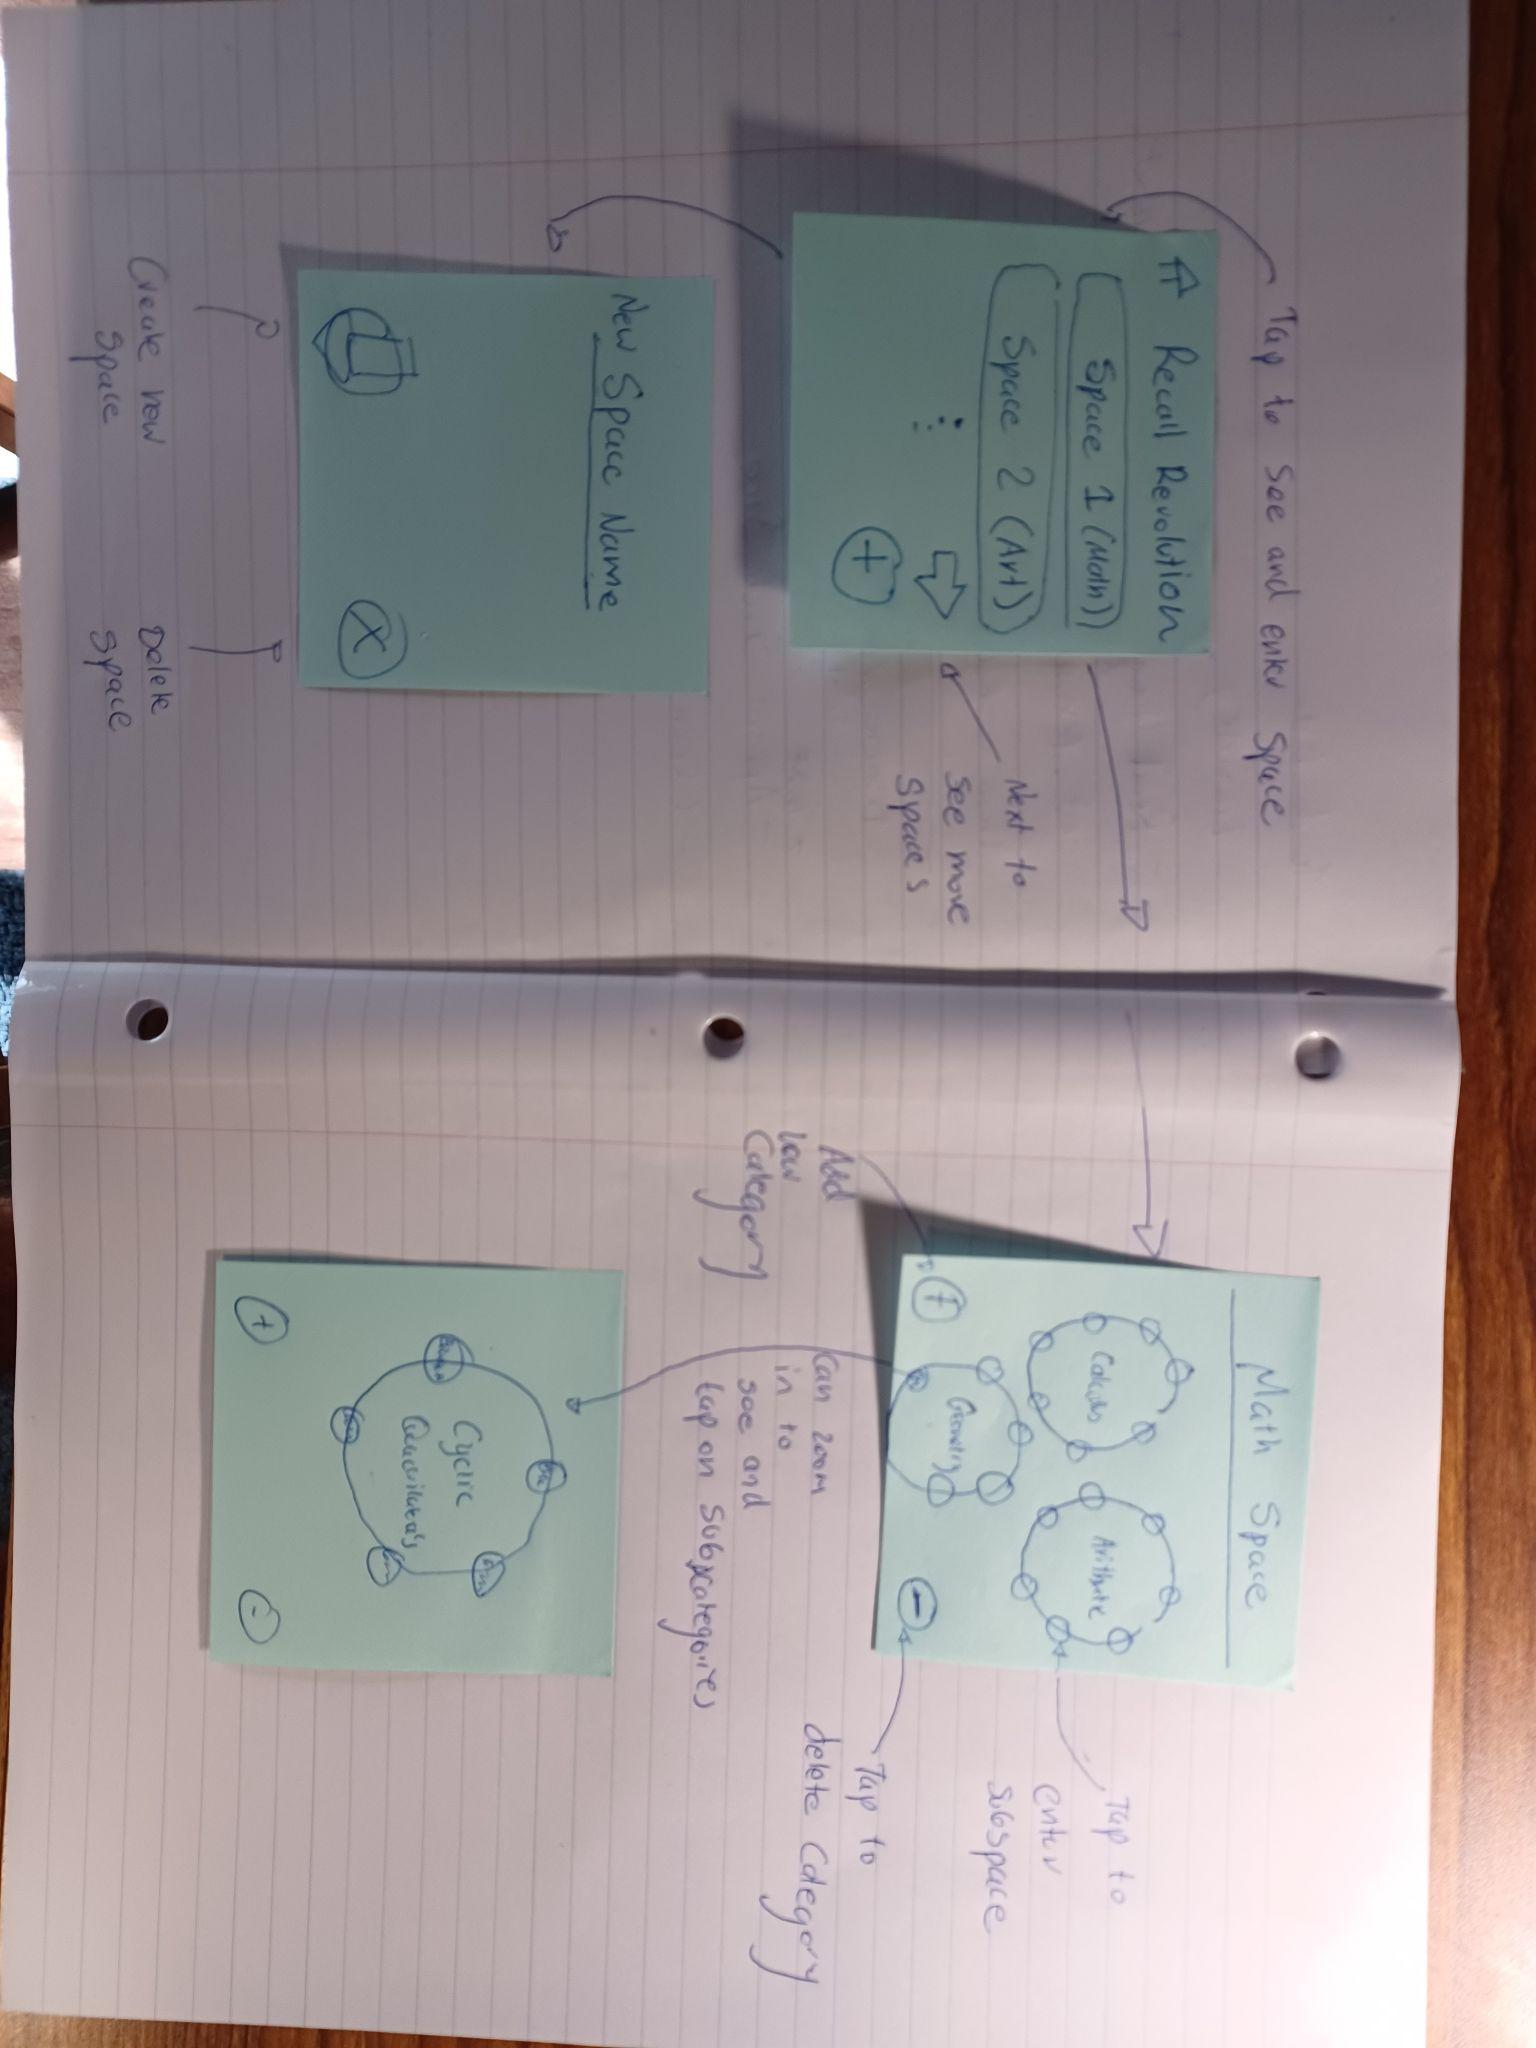 Tap to see and enter Space
Recall Revolution
Space 1 (Math)
Space 2 (Art)
+
Next to
see more
spaces
New Space Name
X
Create new
Space
Delete
Space
Math Space
Calculus
Arithmetic
Geometry
+
-
Tap to
enter
subspace
Add
Category
Tap to
delete Category
Can zoom
in to
see and
tap on Subcategories
Cyclic
+
-